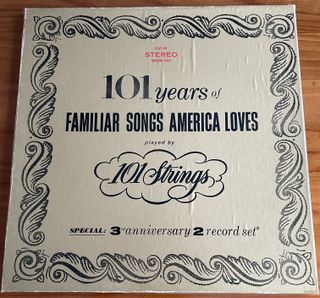 STEREO
101 years of
FAMILIAR SONGS AMERICA LOVES
played by
101 Strings
SPECIAL: 3rd anniversary 2 record set*